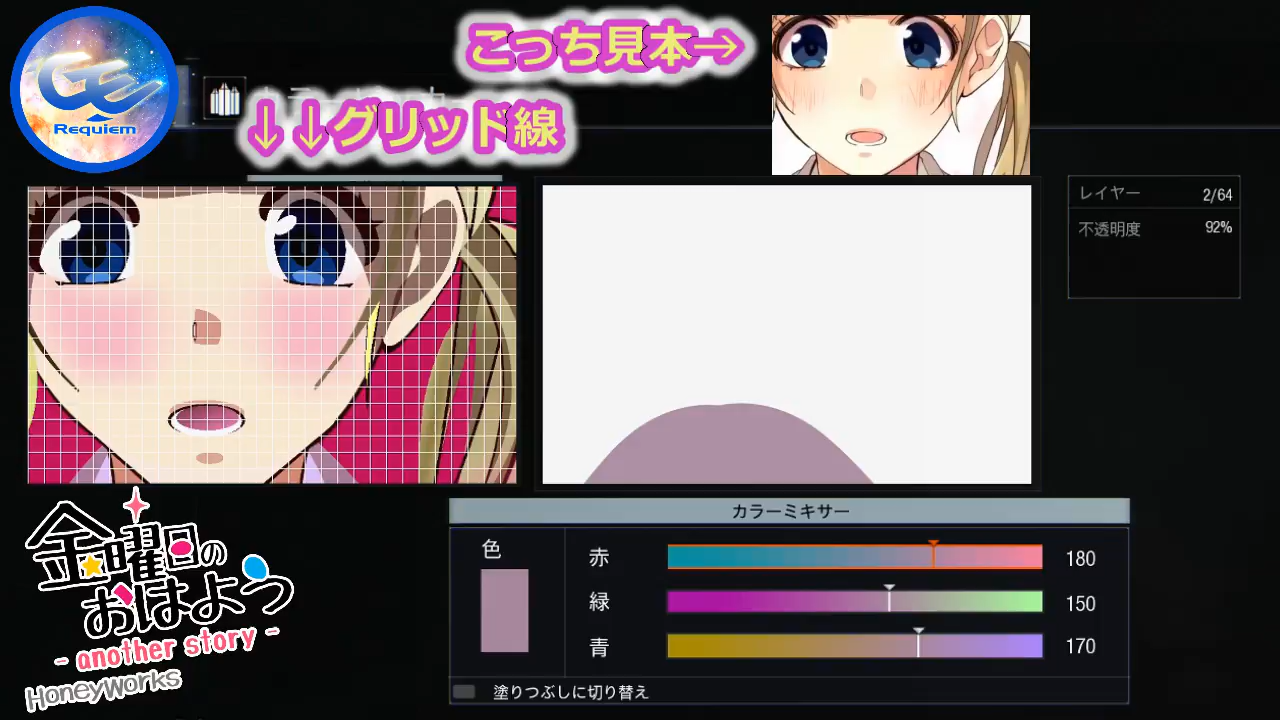 こっち見本→
↓↓グリッド線
Requiem
レイヤー 2/64
不透明度 92%
カラーミキサー
色
赤 180
緑 150
青 170
塗りつぶしに切り替え
金曜日の
おはよう
- another story -
HoneyWorks